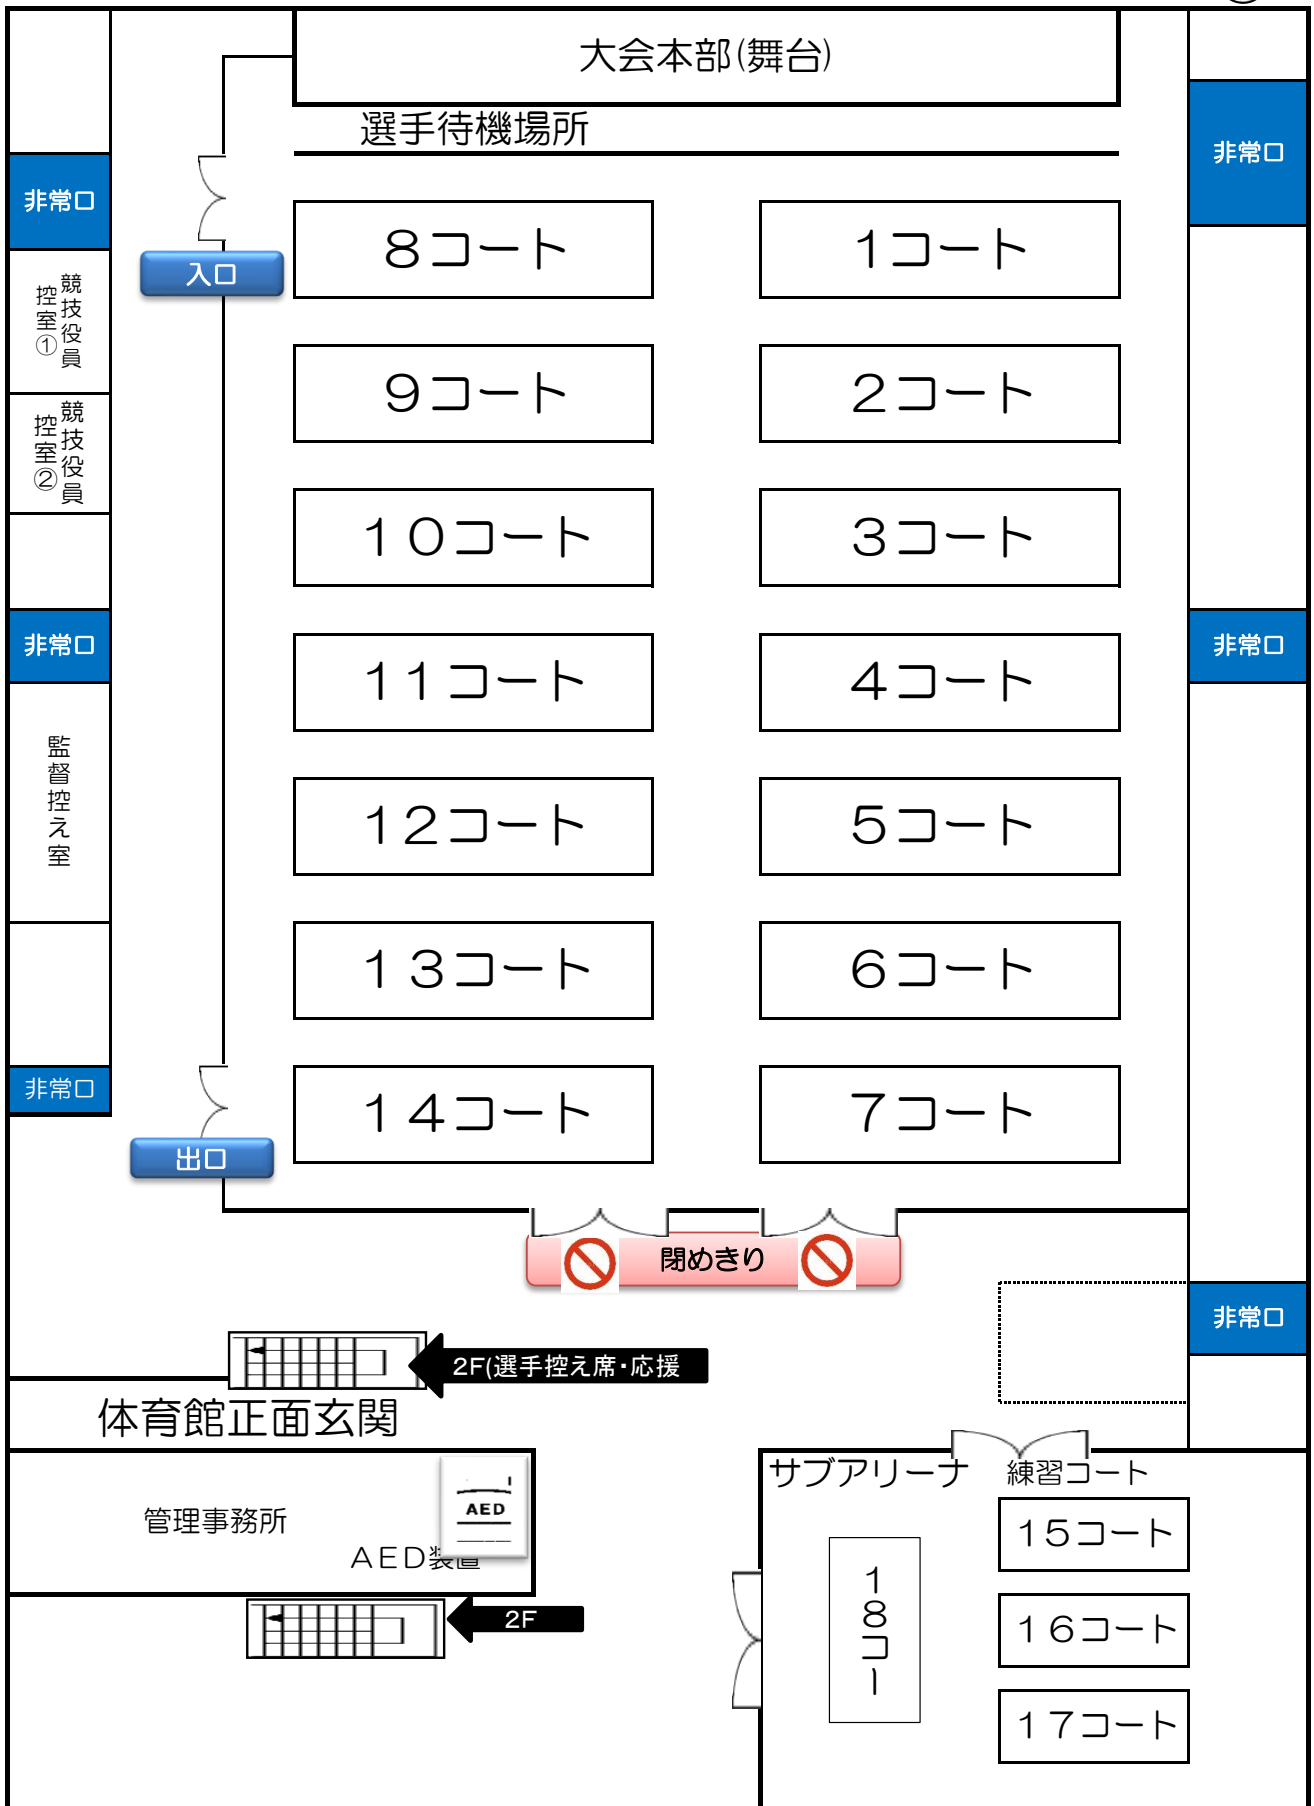 大会本部(舞台)
選手待機場所
非常口
非常口
入口
8コート
1コート
競技役員
控室①
9コート
2コート
競技役員
控室②
10コート
3コート
非常口
非常口
11コート
4コート
監督控え室
12コート
5コート
13コート
6コート
非常口
14コート
7コート
出口
閉めきり
非常口
2F(選手控え席・応援
体育館正面玄関
サブアリーナ 練習コート
管理事務所
AED
AED装置
15コート
18コー
16コート
17コート
2F